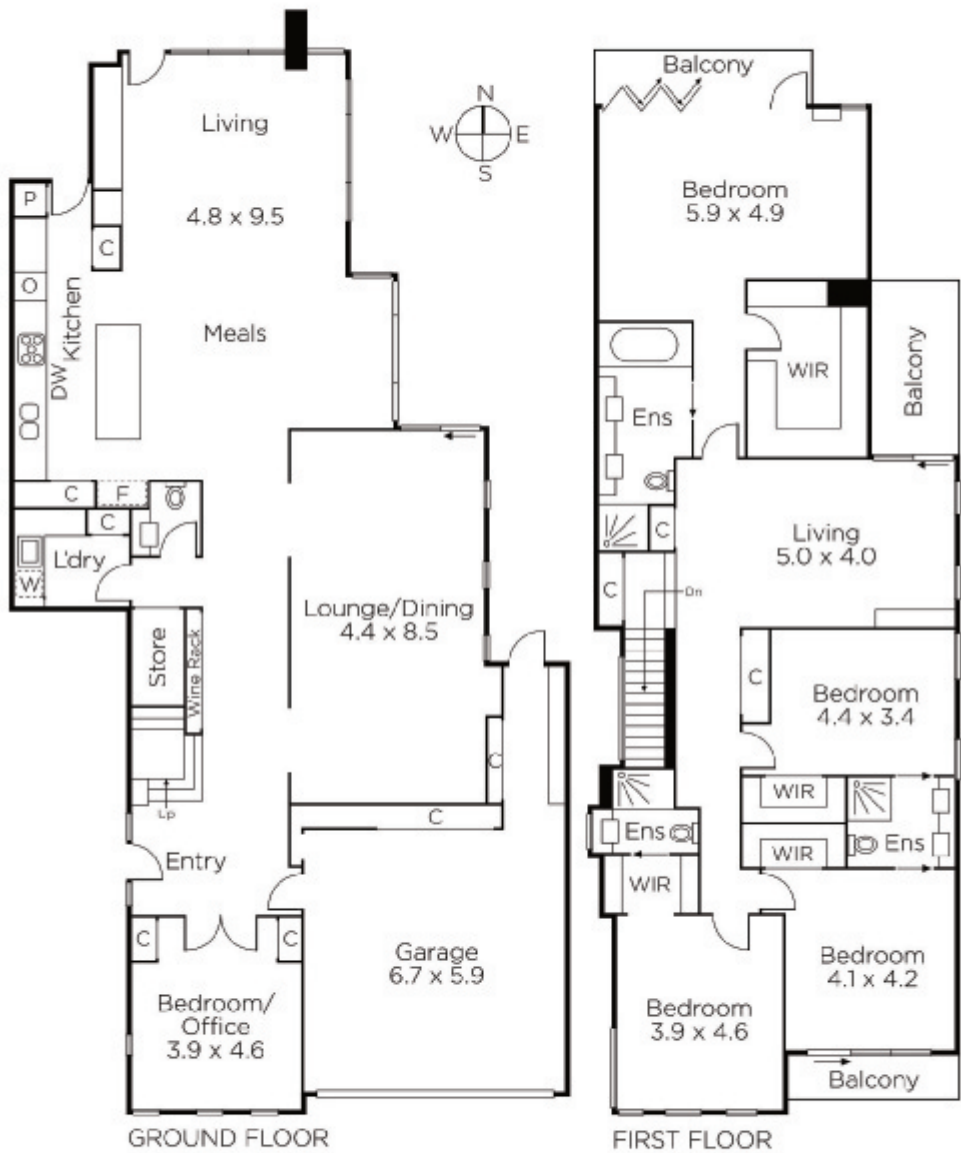 Living
4.8 x 9.5
P
C
O
Kitchen
DW
Meals
C
F
C
L'dry
W
Store
Wine Rack
Lounge/Dining
4.4 x 8.5
C
Up
C
Entry
C
C
Garage
6.7 x 5.9
Bedroom/
Office
3.9 x 4.6
GROUND FLOOR
N
W
E
S
Balcony
Bedroom
5.9 x 4.9
WIR
Balcony
Ens
C
Living
5.0 x 4.0
C
Dn
C
Bedroom
4.4 x 3.4
WIR
Ens
WIR
Ens
WIR
Bedroom
4.1 x 4.2
Bedroom
3.9 x 4.6
Balcony
FIRST FLOOR